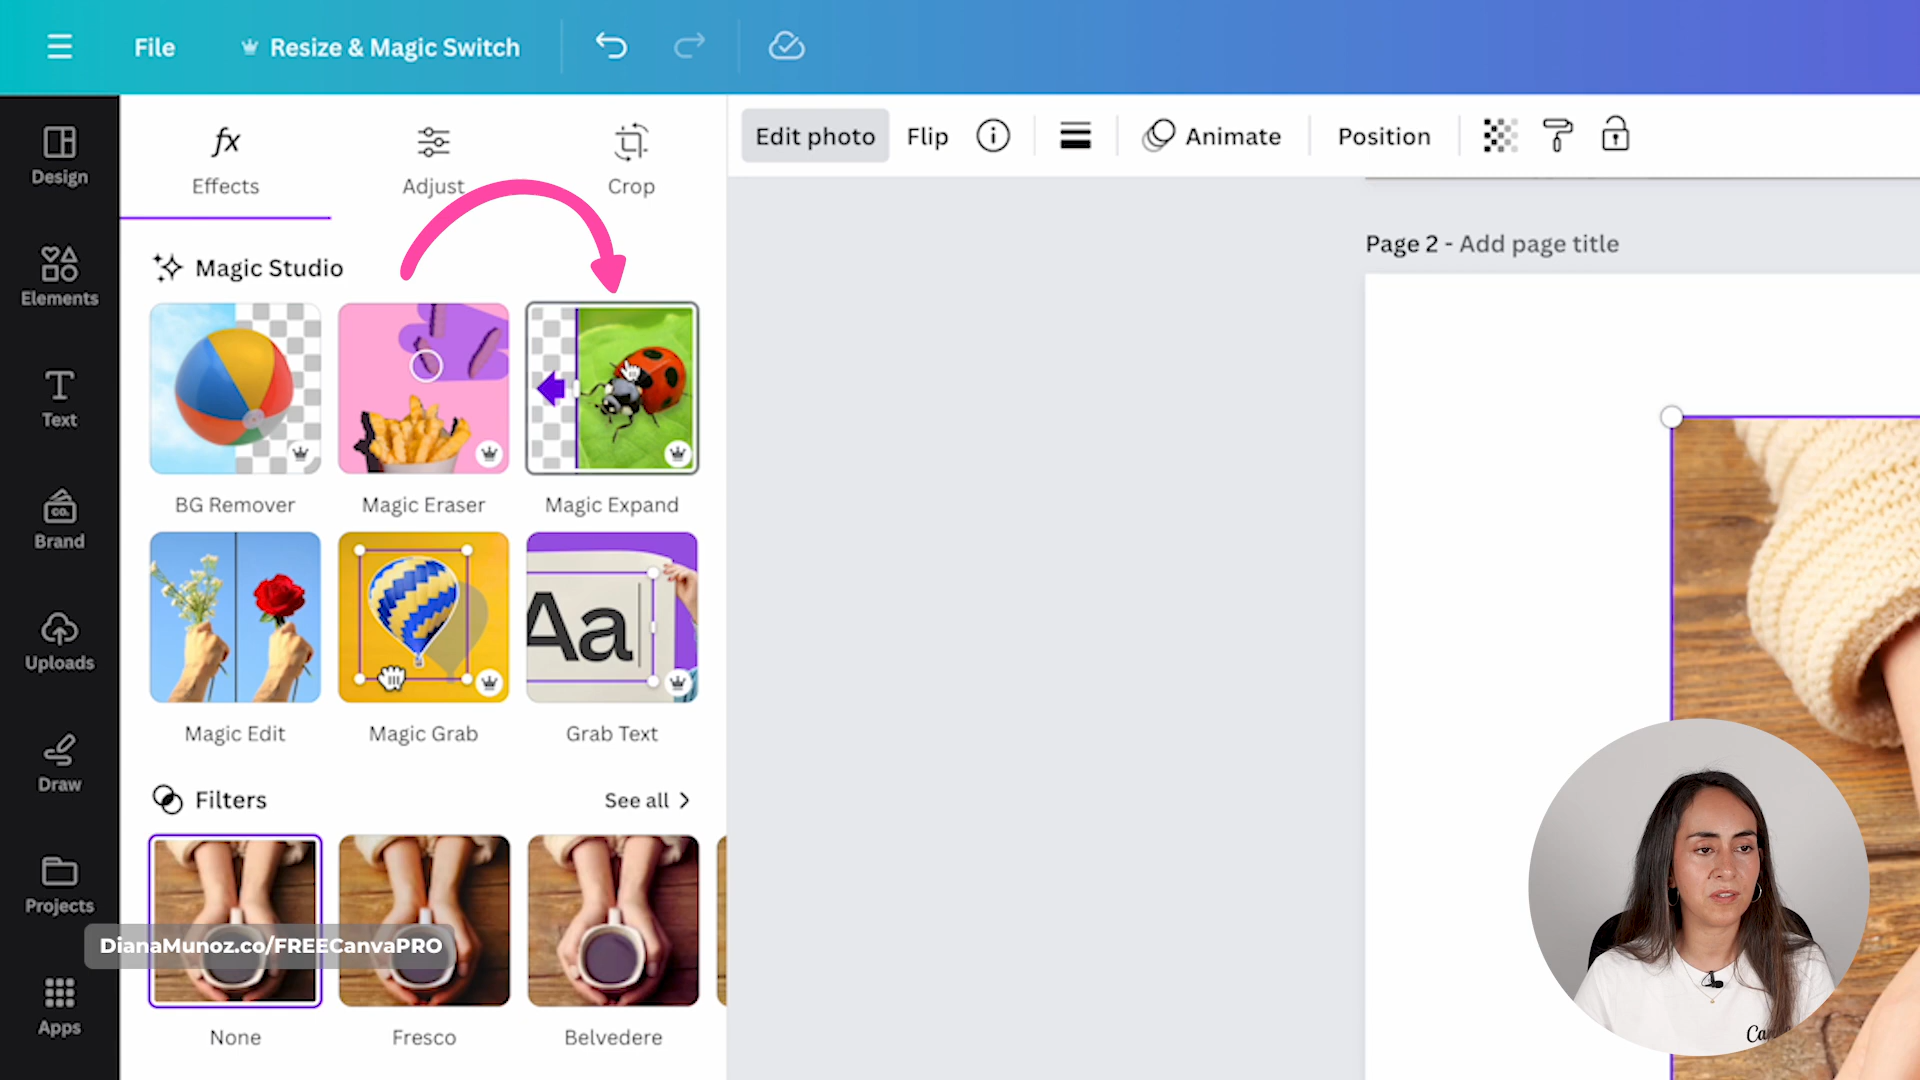 File
Resize & Magic Switch
Design
Elements
Text
Brand
CO.
Uploads
Draw
Projects
Apps
fx
Effects
Adjust
Crop
Magic Studio
BG Remover
Magic Eraser
Magic Expand
Aa
Magic Edit
Magic Grab
Grab Text
Filters
See all
None
Fresco
Belvedere
DianaMunoz.co/FREECanvaPRO
Edit photo
Flip
Animate
Position
Page 2 - Add page title